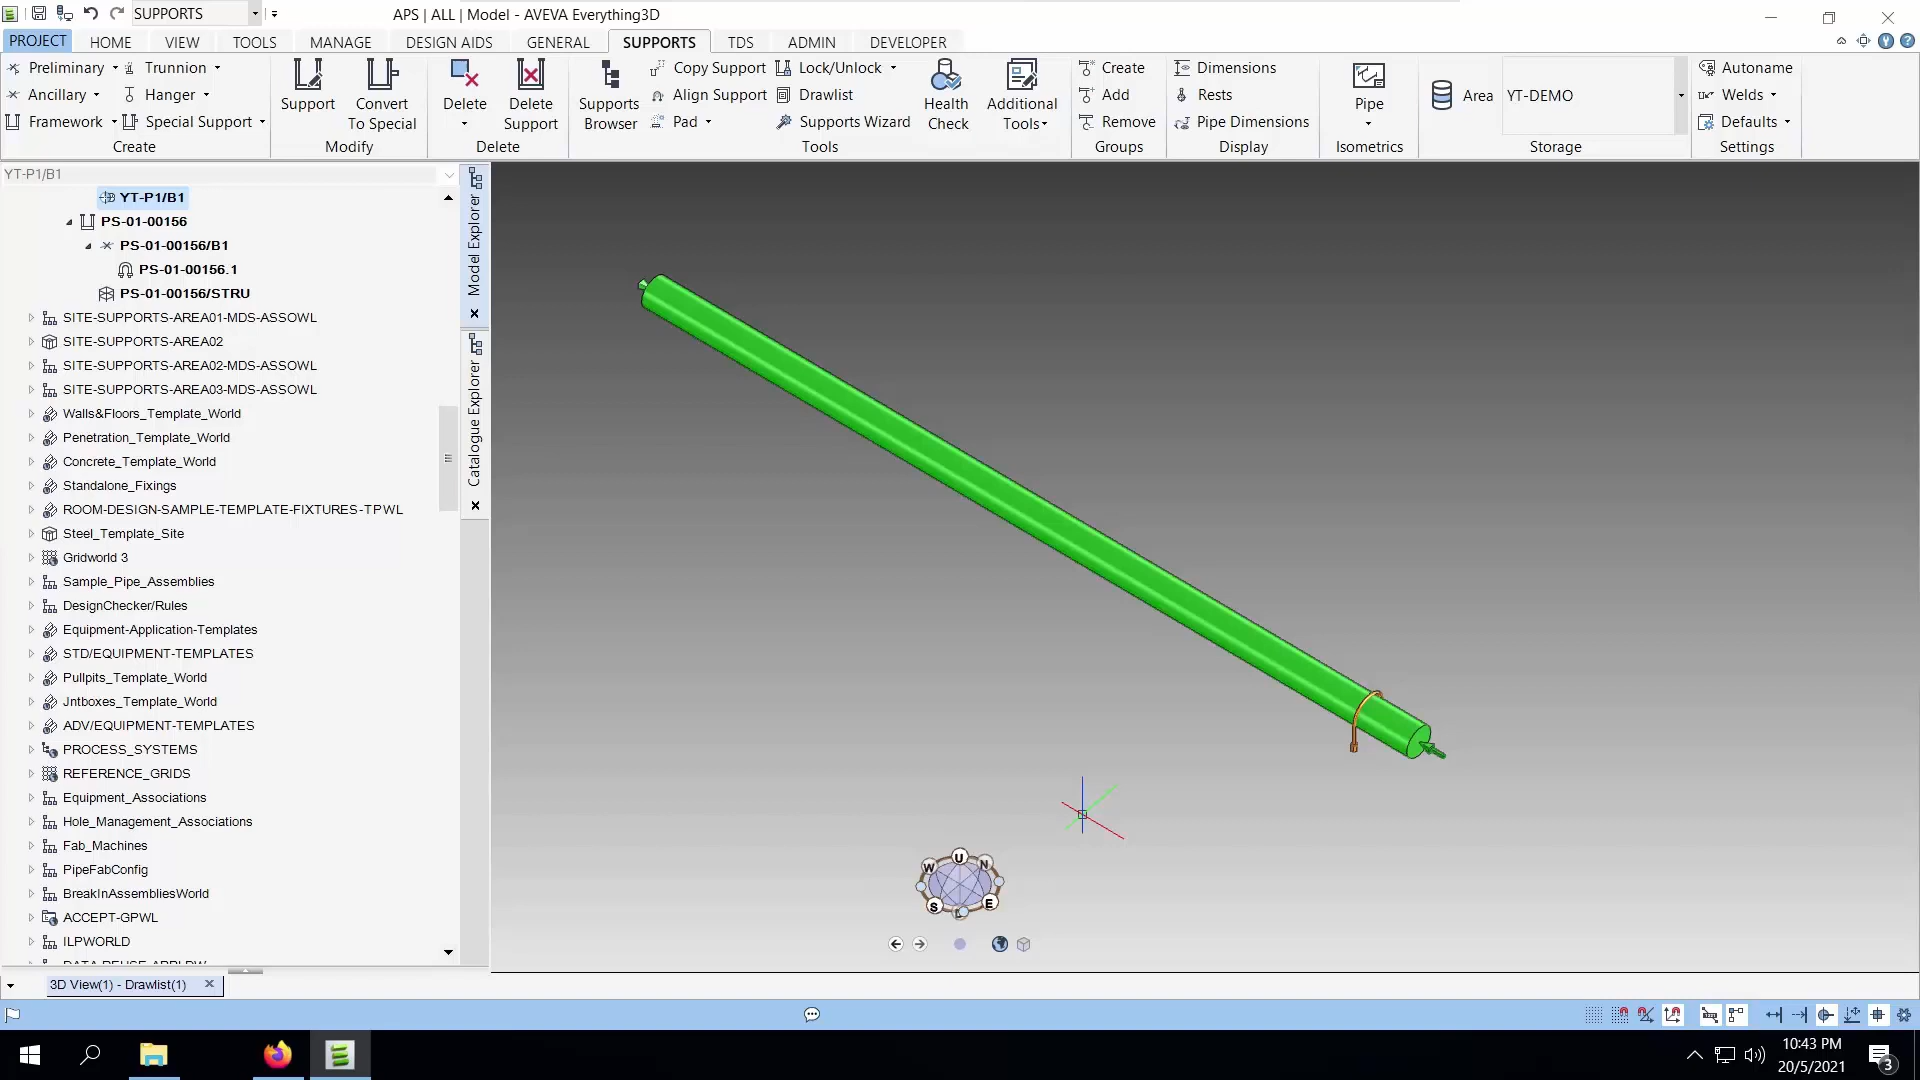 SUPPORTS
APS | ALL | Model - AVEVA Everything3D
PROJECT HOME VIEW TOOLS MANAGE DESIGN AIDS GENERAL SUPPORTS TDS ADMIN DEVELOPER
Preliminary Trunnion
Ancillary Hanger
Framework Special Support
Create
Support
Convert To Special
Modify
Delete
Delete Support
Delete
Supports Browser
Copy Support
Align Support
Pad
Lock/Unlock
Drawlist
Supports Wizard
Health Check
Additional Tools
Tools
Create
Add
Remove
Groups
Dimensions
Rests
Pipe Dimensions
Display
Pipe
Isometrics
Area YT-DEMO
Storage
Autoname
Welds
Defaults
Settings
YT-P1/B1
YT-P1/B1
PS-01-00156
PS-01-00156/B1
PS-01-00156.1
PS-01-00156/STRU
SITE-SUPPORTS-AREA01-MDS-ASSOWL
SITE-SUPPORTS-AREA02
SITE-SUPPORTS-AREA02-MDS-ASSOWL
SITE-SUPPORTS-AREA03-MDS-ASSOWL
Walls&Floors_Template_World
Penetration_Template_World
Concrete_Template_World
Standalone_Fixings
ROOM-DESIGN-SAMPLE-TEMPLATE-FIXTURES-TPWL
Steel_Template_Site
Gridworld 3
Sample_Pipe_Assemblies
DesignChecker/Rules
Equipment-Application-Templates
STD/EQUIPMENT-TEMPLATES
Pullpits_Template_World
Jntboxes_Template_World
ADV/EQUIPMENT-TEMPLATES
PROCESS_SYSTEMS
REFERENCE_GRIDS
Equipment_Associations
Hole_Management_Associations
Fab_Machines
PipeFabConfig
BreakInAssembliesWorld
ACCEPT-GPWL
ILPWORLD
Model Explorer
Catalogue Explorer
U
W N
S E
3D View(1) - Drawlist(1)
10:43 PM
20/5/2021
3